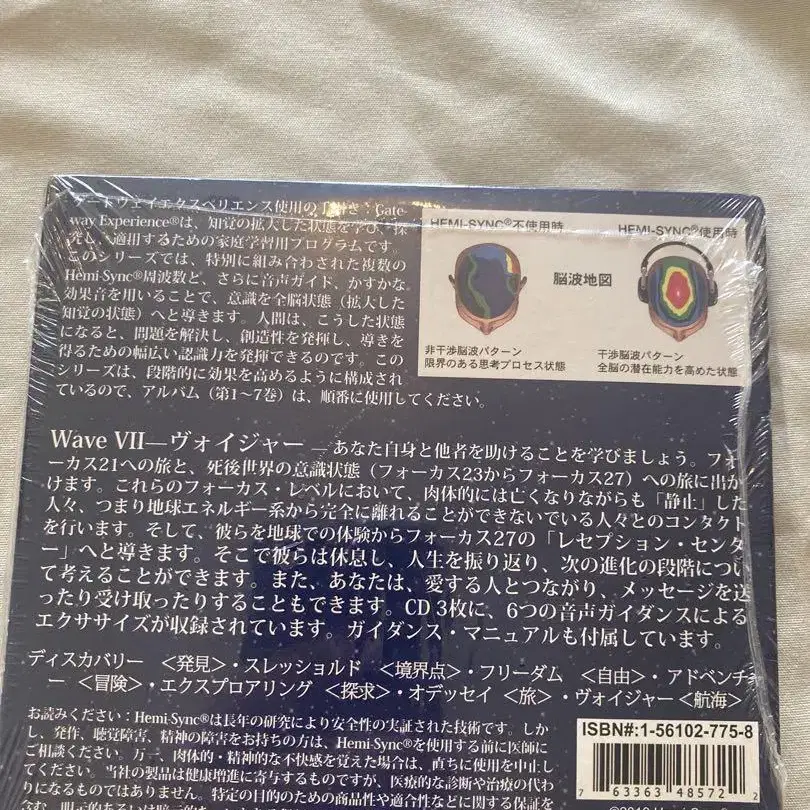 ゲートウェイエクスペリエンス使用の手引き：Gate-
way Experience®は、知覚の拡大した状態を学び、探
究し、適用するための家庭学習用プログラムです。
このシリーズでは、特別に組み合わされた複数の
Hemi-Sync®周波数と、さらに音声ガイド、かすかな
効果音を用いることで、意識を全脳状態（拡大した
知覚の状態）へと導きます。人間は、こうした状態
になると、問題を解決し、創造性を発揮し、導きを
得るための幅広い認識力を発揮できるのです。この
シリーズは、段階的に効果を高めるように構成され
ているので、アルバム（第1～7巻）は、順番に使用してください。
HEMI-SYNC®不使用時
HEMI-SYNC®使用時
脳波地図
非干渉脳波パターン
限界のある思考プロセス状態
干渉脳波パターン
全脳の潜在能力を高めた状態
Wave VII—ヴォイジャー —あなた自身と他者を助けることを学びましょう。フォ
ーカス21への旅と、死後世界の意識状態（フォーカス23からフォーカス27）への旅に出か
けます。これらのフォーカス・レベルにおいて、肉体的には亡くなりながらも「静止」した
人々、つまり地球エネルギー系から完全に離れることができないでいる人々とのコンタクト
を行います。そして、彼らを地球での体験からフォーカス27の「レセプション・センタ
ー」へと導きます。そこで彼らは休息し、人生を振り返り、次の進化の段階につい
て考えることができます。また、あなたは、愛する人とつながり、メッセージを送
ったり受け取ったりすることもできます。CD 3枚に、6つの音声ガイダンスによる
エクササイズが収録されています。ガイダンス・マニュアルも付属しています。
ディスカバリー ＜発見＞・スレッショルド ＜境界点＞・フリーダム ＜自由＞・アドベンチャ
ー ＜冒険＞・エクスプロアリング ＜探求＞・オデッセイ ＜旅＞・ヴォイジャー ＜航海＞
お読みください：Hemi-Sync®は長年の研究により安全性の実証された技術です。しか
し、発作、聴覚障害、精神の障害をお持ちの方は、Hemi-Sync®を使用する前に医師に
ご相談ください。万一、肉体的・精神的な不快感を覚えた場合は、直ちに使用を中止し
てください。当社の製品は健康増進に寄与するものですが、医療的な診断や治療の代わ
りになるものではありません。特定の目的のための商品性や適合性などに関する保証を
ISBN#:1-56102-775-8
7 63363 48572 2